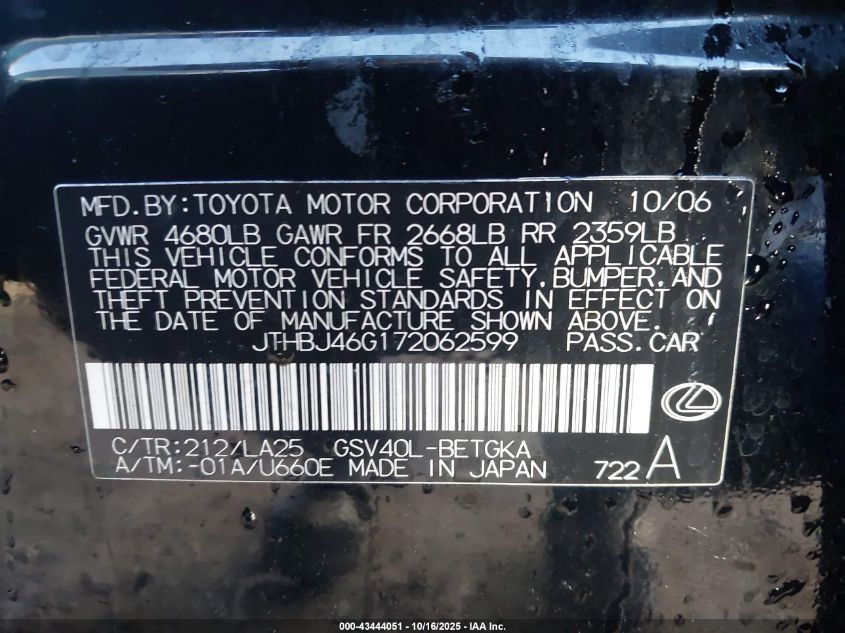 MFD.BY:TOYOTA MOTOR CORPORATION 10/06
GVWR 4680LB GAWR FR 2668LB RR 2359LB
THIS VEHICLE CONFORMS TO ALL APPLICABLE
FEDERAL MOTOR VEHICLE SAFETY,BUMPER,AND
THEFT PREVENTION STANDARDS IN EFFECT ON
THE DATE OF MANUFACTURE SHOWN ABOVE.
JTHBJ46G172062599 PASS.CAR
C/TR:212/LA25 GSV40L-BETGKA
A/TM:-01A/U660E MADE IN JAPAN 722 A
000-43444051 - 10/16/2025 - IAA Inc.